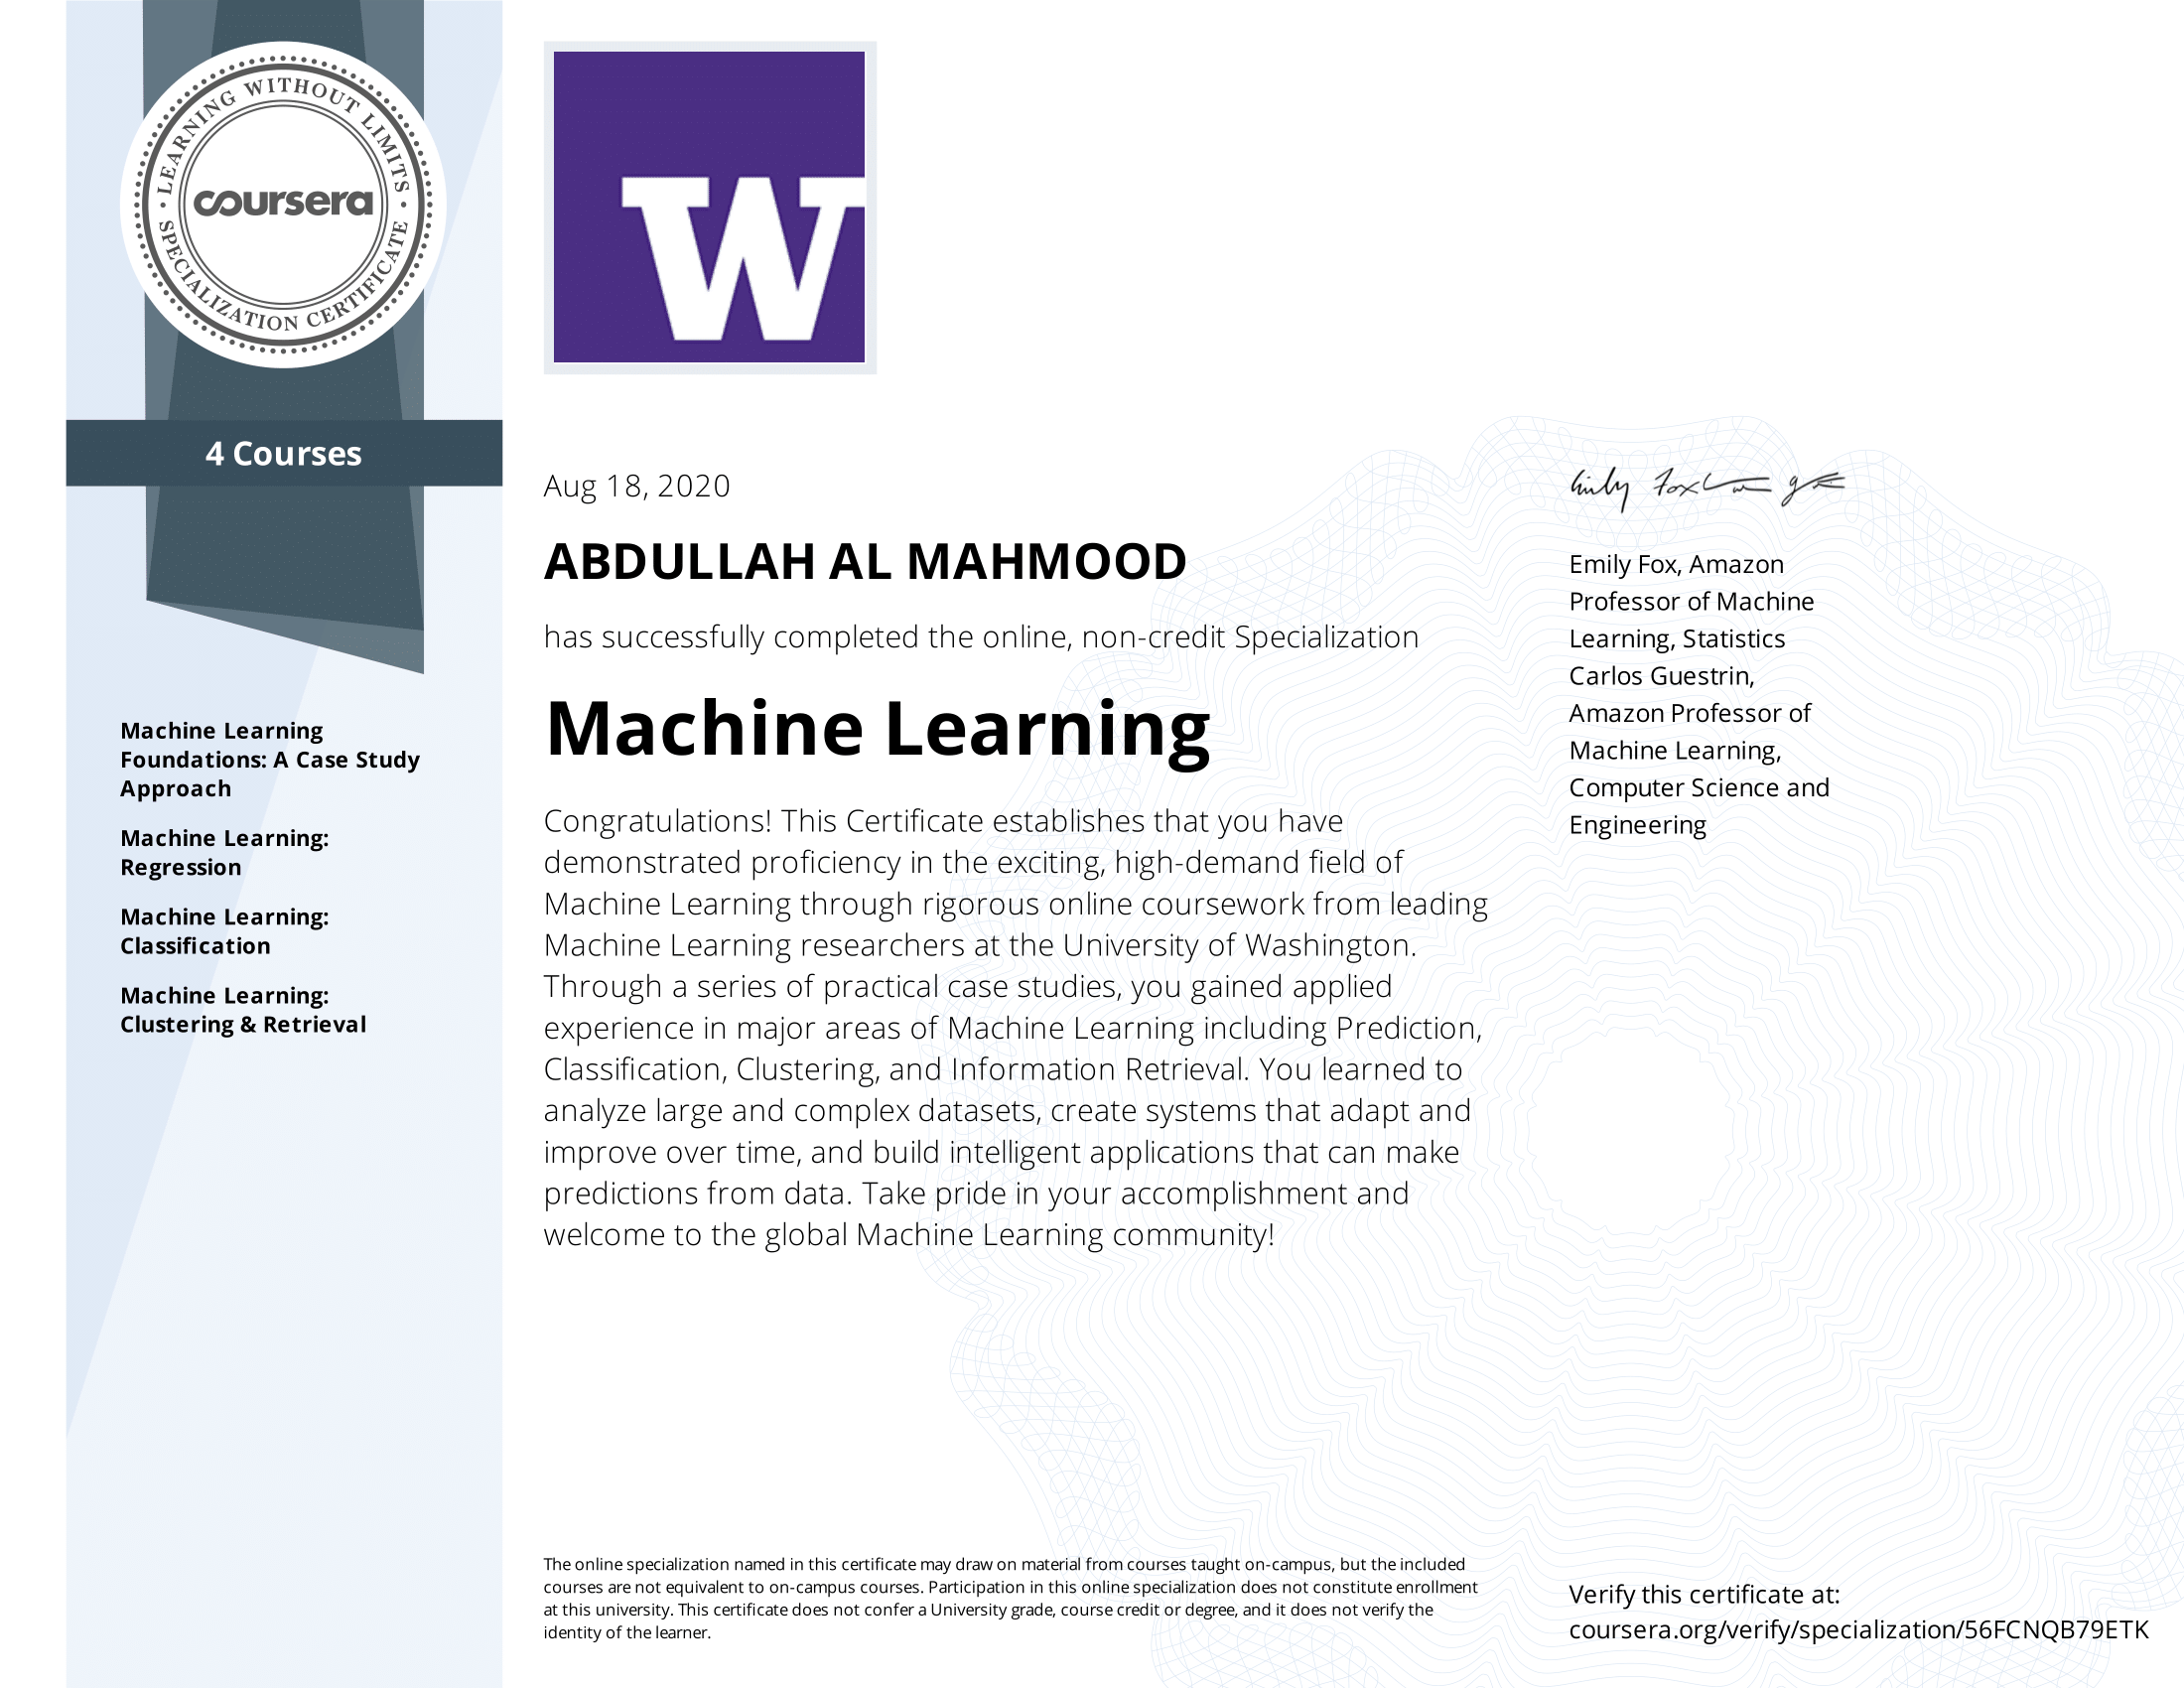 LEARNING WITHOUT LIMITS
coursera
SPECIALIZATION CERTIFICATE
4 Courses
Machine Learning
Foundations: A Case Study
Approach
Machine Learning:
Regression
Machine Learning:
Classification
Machine Learning:
Clustering & Retrieval
W
Aug 18, 2020
ABDULLAH AL MAHMOOD
has successfully completed the online, non-credit Specialization
Machine Learning
Congratulations! This Certificate establishes that you have
demonstrated proficiency in the exciting, high-demand field of
Machine Learning through rigorous online coursework from leading
Machine Learning researchers at the University of Washington.
Through a series of practical case studies, you gained applied
experience in major areas of Machine Learning including Prediction,
Classification, Clustering, and Information Retrieval. You learned to
analyze large and complex datasets, create systems that adapt and
improve over time, and build intelligent applications that can make
predictions from data. Take pride in your accomplishment and
welcome to the global Machine Learning community!
The online specialization named in this certificate may draw on material from courses taught on-campus, but the included
courses are not equivalent to on-campus courses. Participation in this online specialization does not constitute enrollment
at this university. This certificate does not confer a University grade, course credit or degree, and it does not verify the
identity of the learner.
Emily Fox
Emily Fox, Amazon
Professor of Machine
Learning, Statistics
Carlos Guestrin,
Amazon Professor of
Machine Learning,
Computer Science and
Engineering
Verify this certificate at:
coursera.org/verify/specialization/56FCNQB79ETK